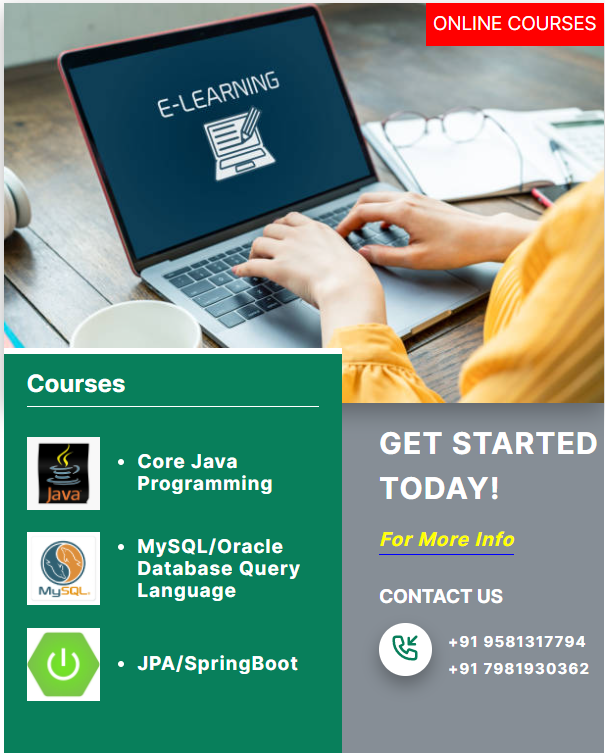 ONLINE COURSES
E-LEARNING
Courses
Java
Core Java
Programming
MySQL
MySQL/Oracle
Database Query
Language
JPA/SpringBoot
GET STARTED
TODAY!
For More Info
CONTACT US
+91 9581317794
+91 7981930362